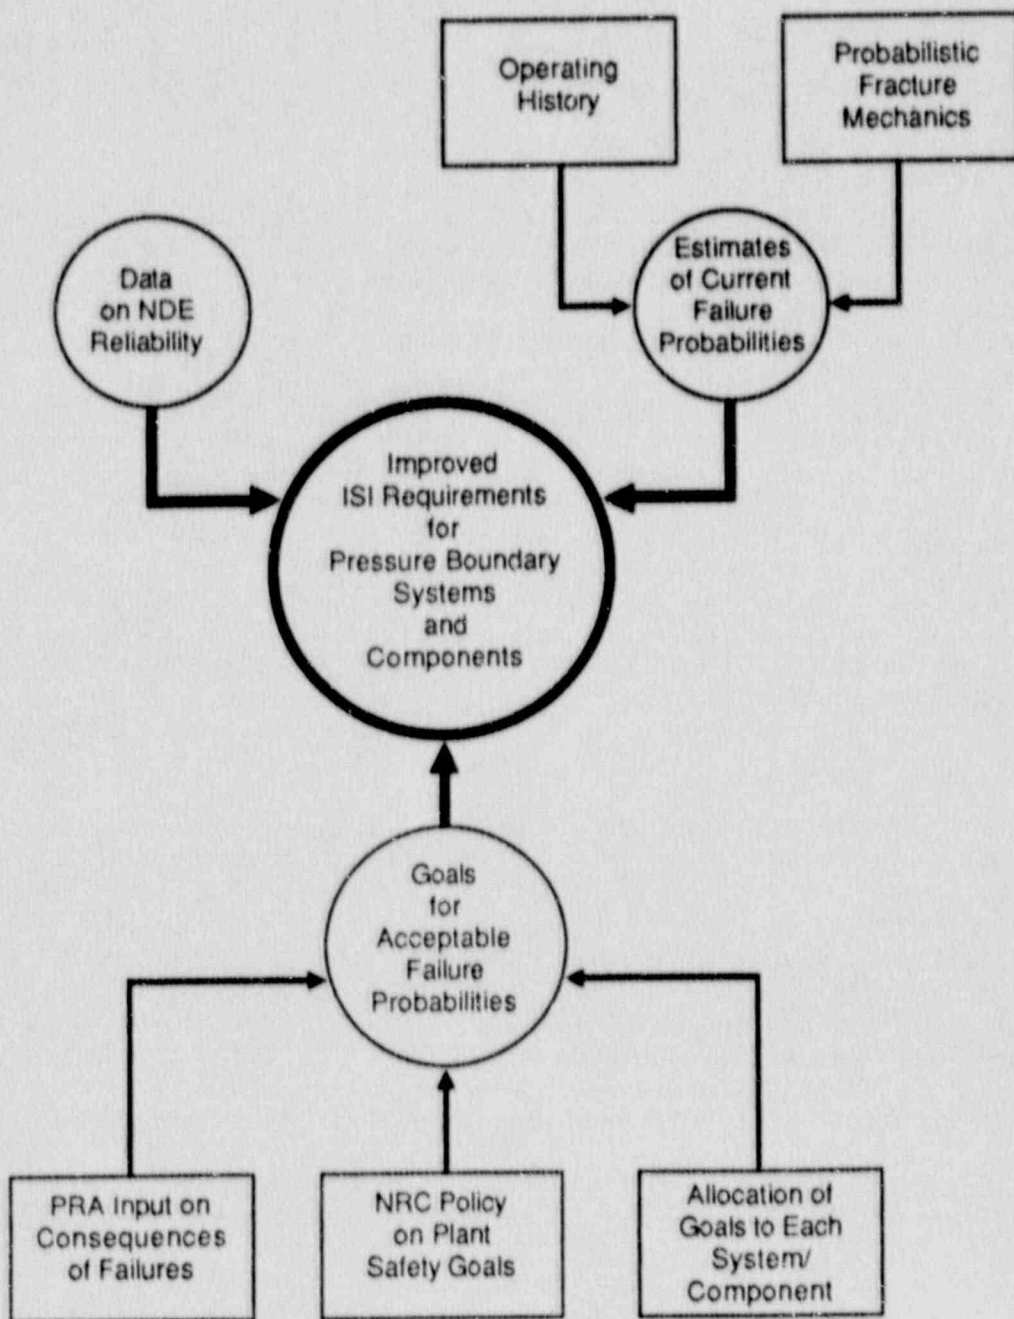 Operating
History
Probabilistic
Fracture
Mechanics
Data
on NDE
Reliability
Estimates
of Current
Failure
Probabilities
Improved
ISI Requirements
for
Pressure Boundary
Systems
and
Components
Goals
for
Acceptable
Failure
Probabilities
PRA Input on
Consequences
of Failures
NRC Policy
on Plant
Safety Goals
Allocation of
Goals to Each
System/
Component